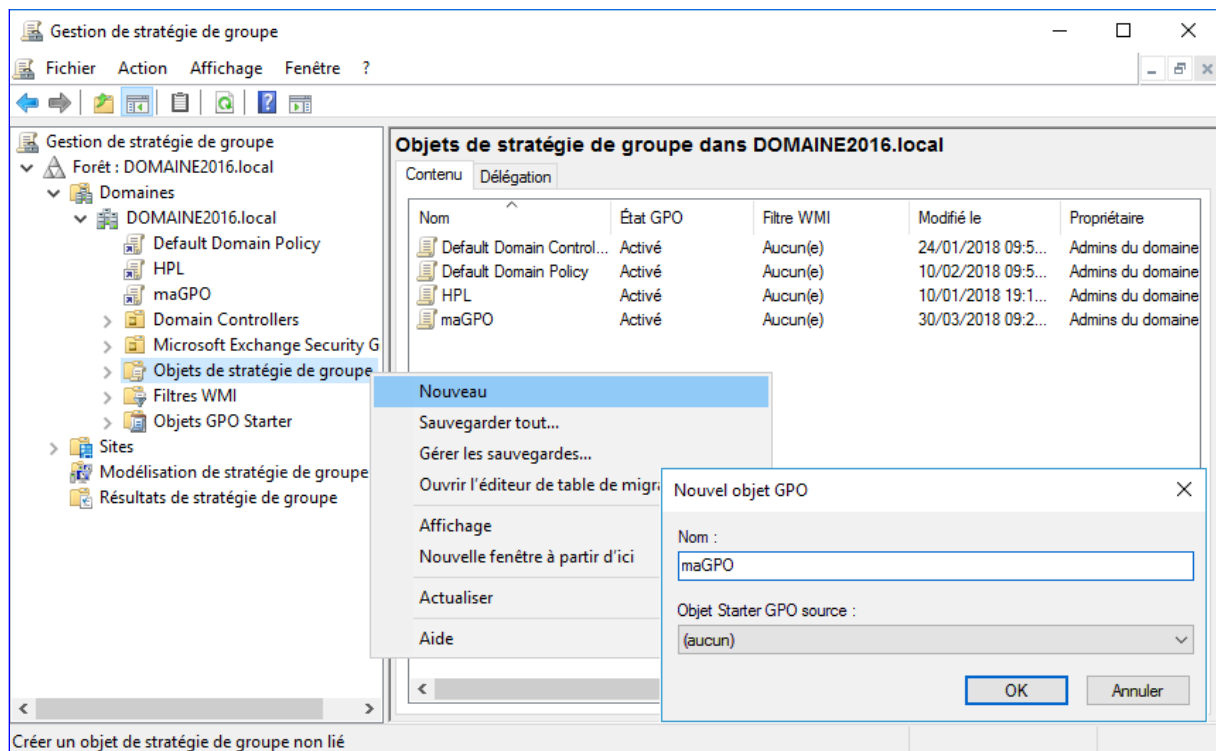 Gestion de stratégie de groupe
Fichier Action Affichage Fenêtre ?
Gestion de stratégie de groupe
Forêt : DOMAINE2016.local
Domaines
DOMAINE2016.local
Default Domain Policy
HPL
maGPO
Domain Controllers
Microsoft Exchange Security G
Objets de stratégie de groupe
Filtres WMI
Objets GPO Starter
Sites
Modélisation de stratégie de groupe
Résultats de stratégie de groupe
Objets de stratégie de groupe dans DOMAINE2016.local
Contenu Délégation
Nom État GPO Filtre WMI Modifié le Propriétaire
Default Domain Control... Activé Aucun(e) 24/01/2018 09:5... Admins du domaine
Default Domain Policy Activé Aucun(e) 10/02/2018 09:5... Admins du domaine
HPL Activé Aucun(e) 10/01/2018 19:1... Admins du domaine
maGPO Activé Aucun(e) 30/03/2018 09:2... Admins du domaine
Nouveau
Sauvegarder tout...
Gérer les sauvegardes...
Ouvrir l'éditeur de table de migra
Affichage
Nouvelle fenêtre à partir d'ici
Actualiser
Aide
Nouvel objet GPO
Nom :
maGPO
Objet Starter GPO source :
(aucun)
OK Annuler
Créer un objet de stratégie de groupe non lié